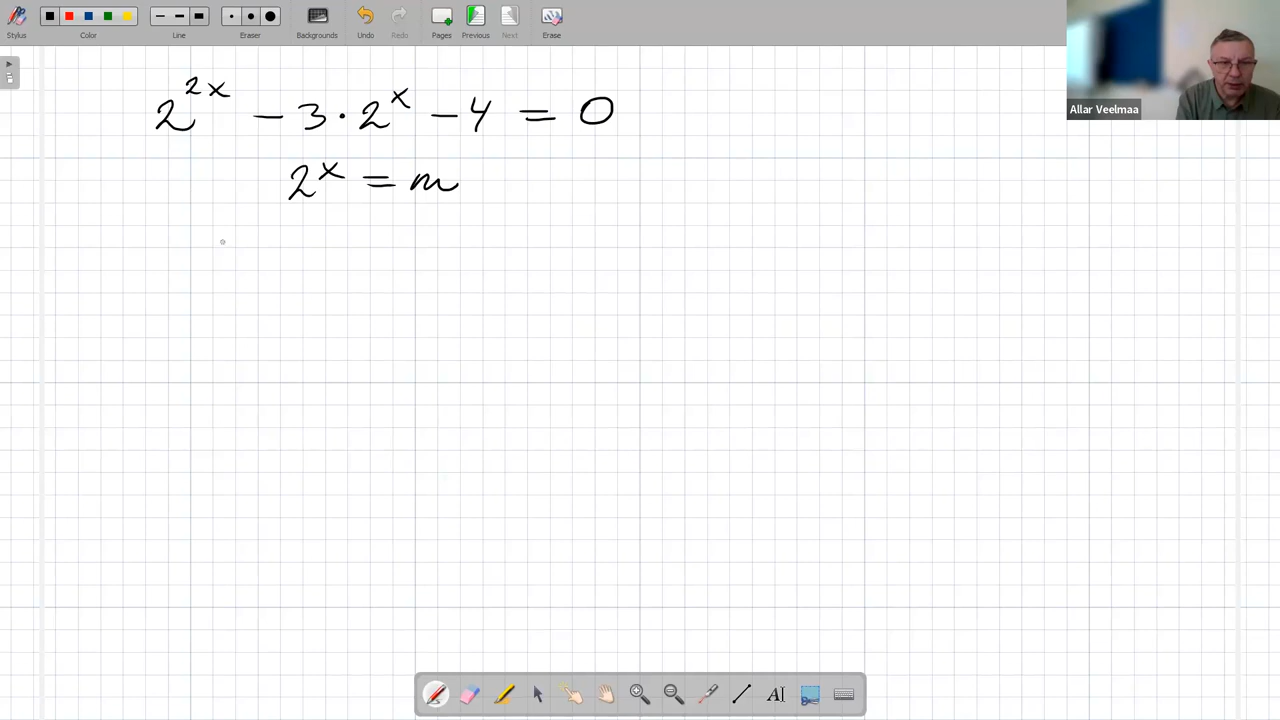 Stylus Color Line Eraser Backgrounds Undo Redo Pages Previous Next Erase
Allar Veelmaa
2^{2x} - 3 · 2^x - 4 = 0
2^x = m